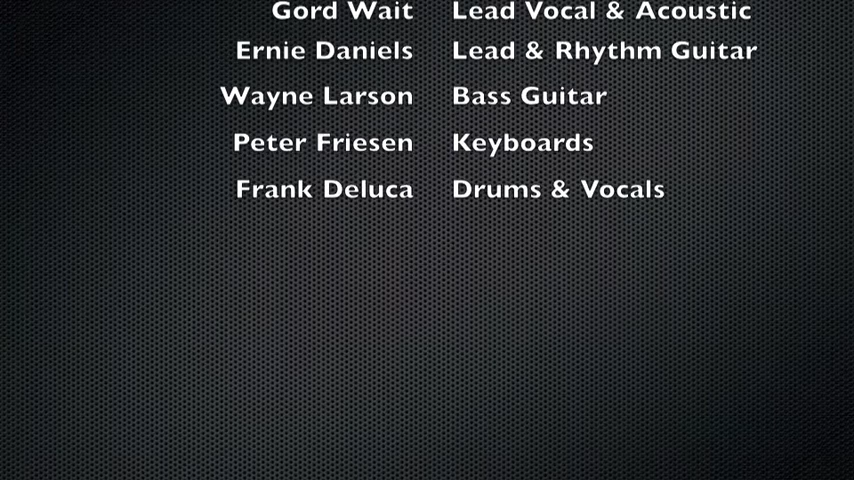 Gord Wait Lead Vocal & Acoustic
Ernie Daniels Lead & Rhythm Guitar
Wayne Larson Bass Guitar
Peter Friesen Keyboards
Frank Deluca Drums & Vocals